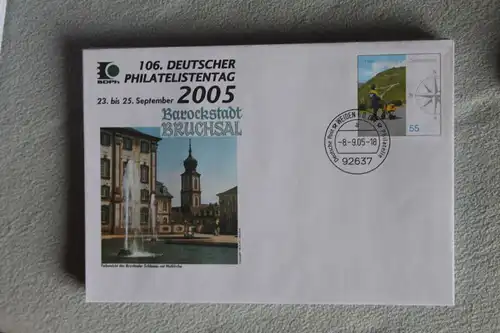 BDPh
106. DEUTSCHER
PHILATELISTENTAG
23. bis 25. September 2005
Barockstadt
BRUCHSAL
55
WEIDEN
-8.-9.05-18
92637